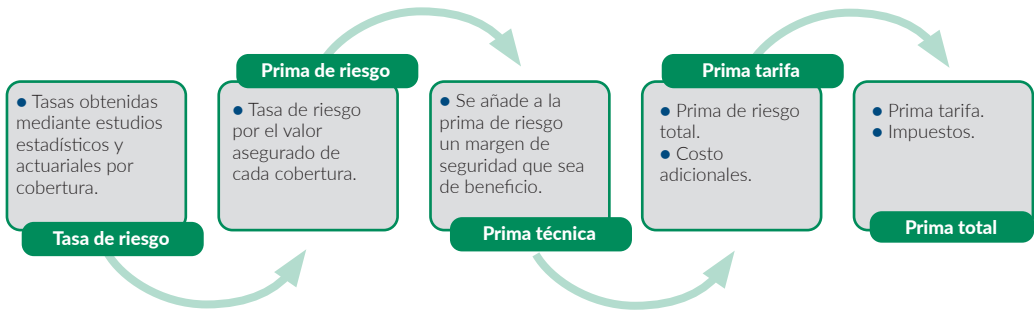 ● Tasas obtenidas
mediante estudios
estadísticos y
actuariales por
cobertura.
Tasa de riesgo
Prima de riesgo
● Tasa de riesgo
por el valor
asegurado de
cada cobertura.
● Se añade a la
prima de riesgo
un margen de
seguridad que sea
de beneficio.
Prima técnica
Prima tarifa
● Prima de riesgo
total.
● Costo
adicionales.
● Prima tarifa.
● Impuestos.
Prima total